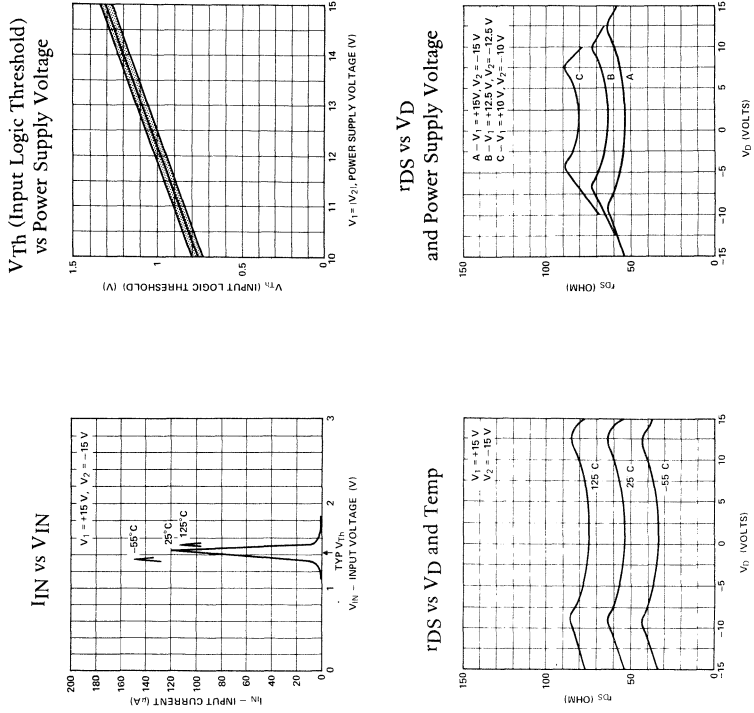 IIN vs VIN
V1 = +15 V, V2 = −15 V
−55°C
25°C
125°C
200
180
160
140
120
100
80
60
40
20
0
iIN − INPUT CURRENT (μA)
0
1
2
3
TYP VTh
VIN − INPUT VOLTAGE (V)
VTh (Input Logic Threshold)
vs Power Supply Voltage
1.5
1
0.5
0
VTh (INPUT LOGIC THRESHOLD) (V)
10
11
12
13
14
15
V1 = |V2|, POWER SUPPLY VOLTAGE (V)
rDS vs VD and Temp
V1 = +15 V
V2 = −15 V
125 C
25 C
−55 C
150
100
50
0
rDS (OHM)
−15
−10
−5
0
5
10
15
VD (VOLTS)
rDS vs VD
and Power Supply Voltage
A − V1 = +15V, V2 = −15 V
B − V1 = +12.5 V, V2 = −12.5 V
C − V1 = +10 V, V2 = −10 V
C
B
A
150
100
50
0
rDS (OHM)
−15
−10
−5
0
5
10
15
VD (VOLTS)